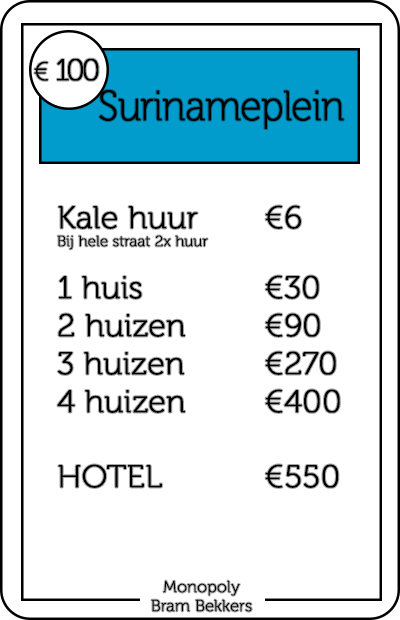 € 100
Surinameplein
Kale huur €6
Bij hele straat 2x huur
1 huis €30
2 huizen €90
3 huizen €270
4 huizen €400
HOTEL €550
Monopoly
Bram Bekkers